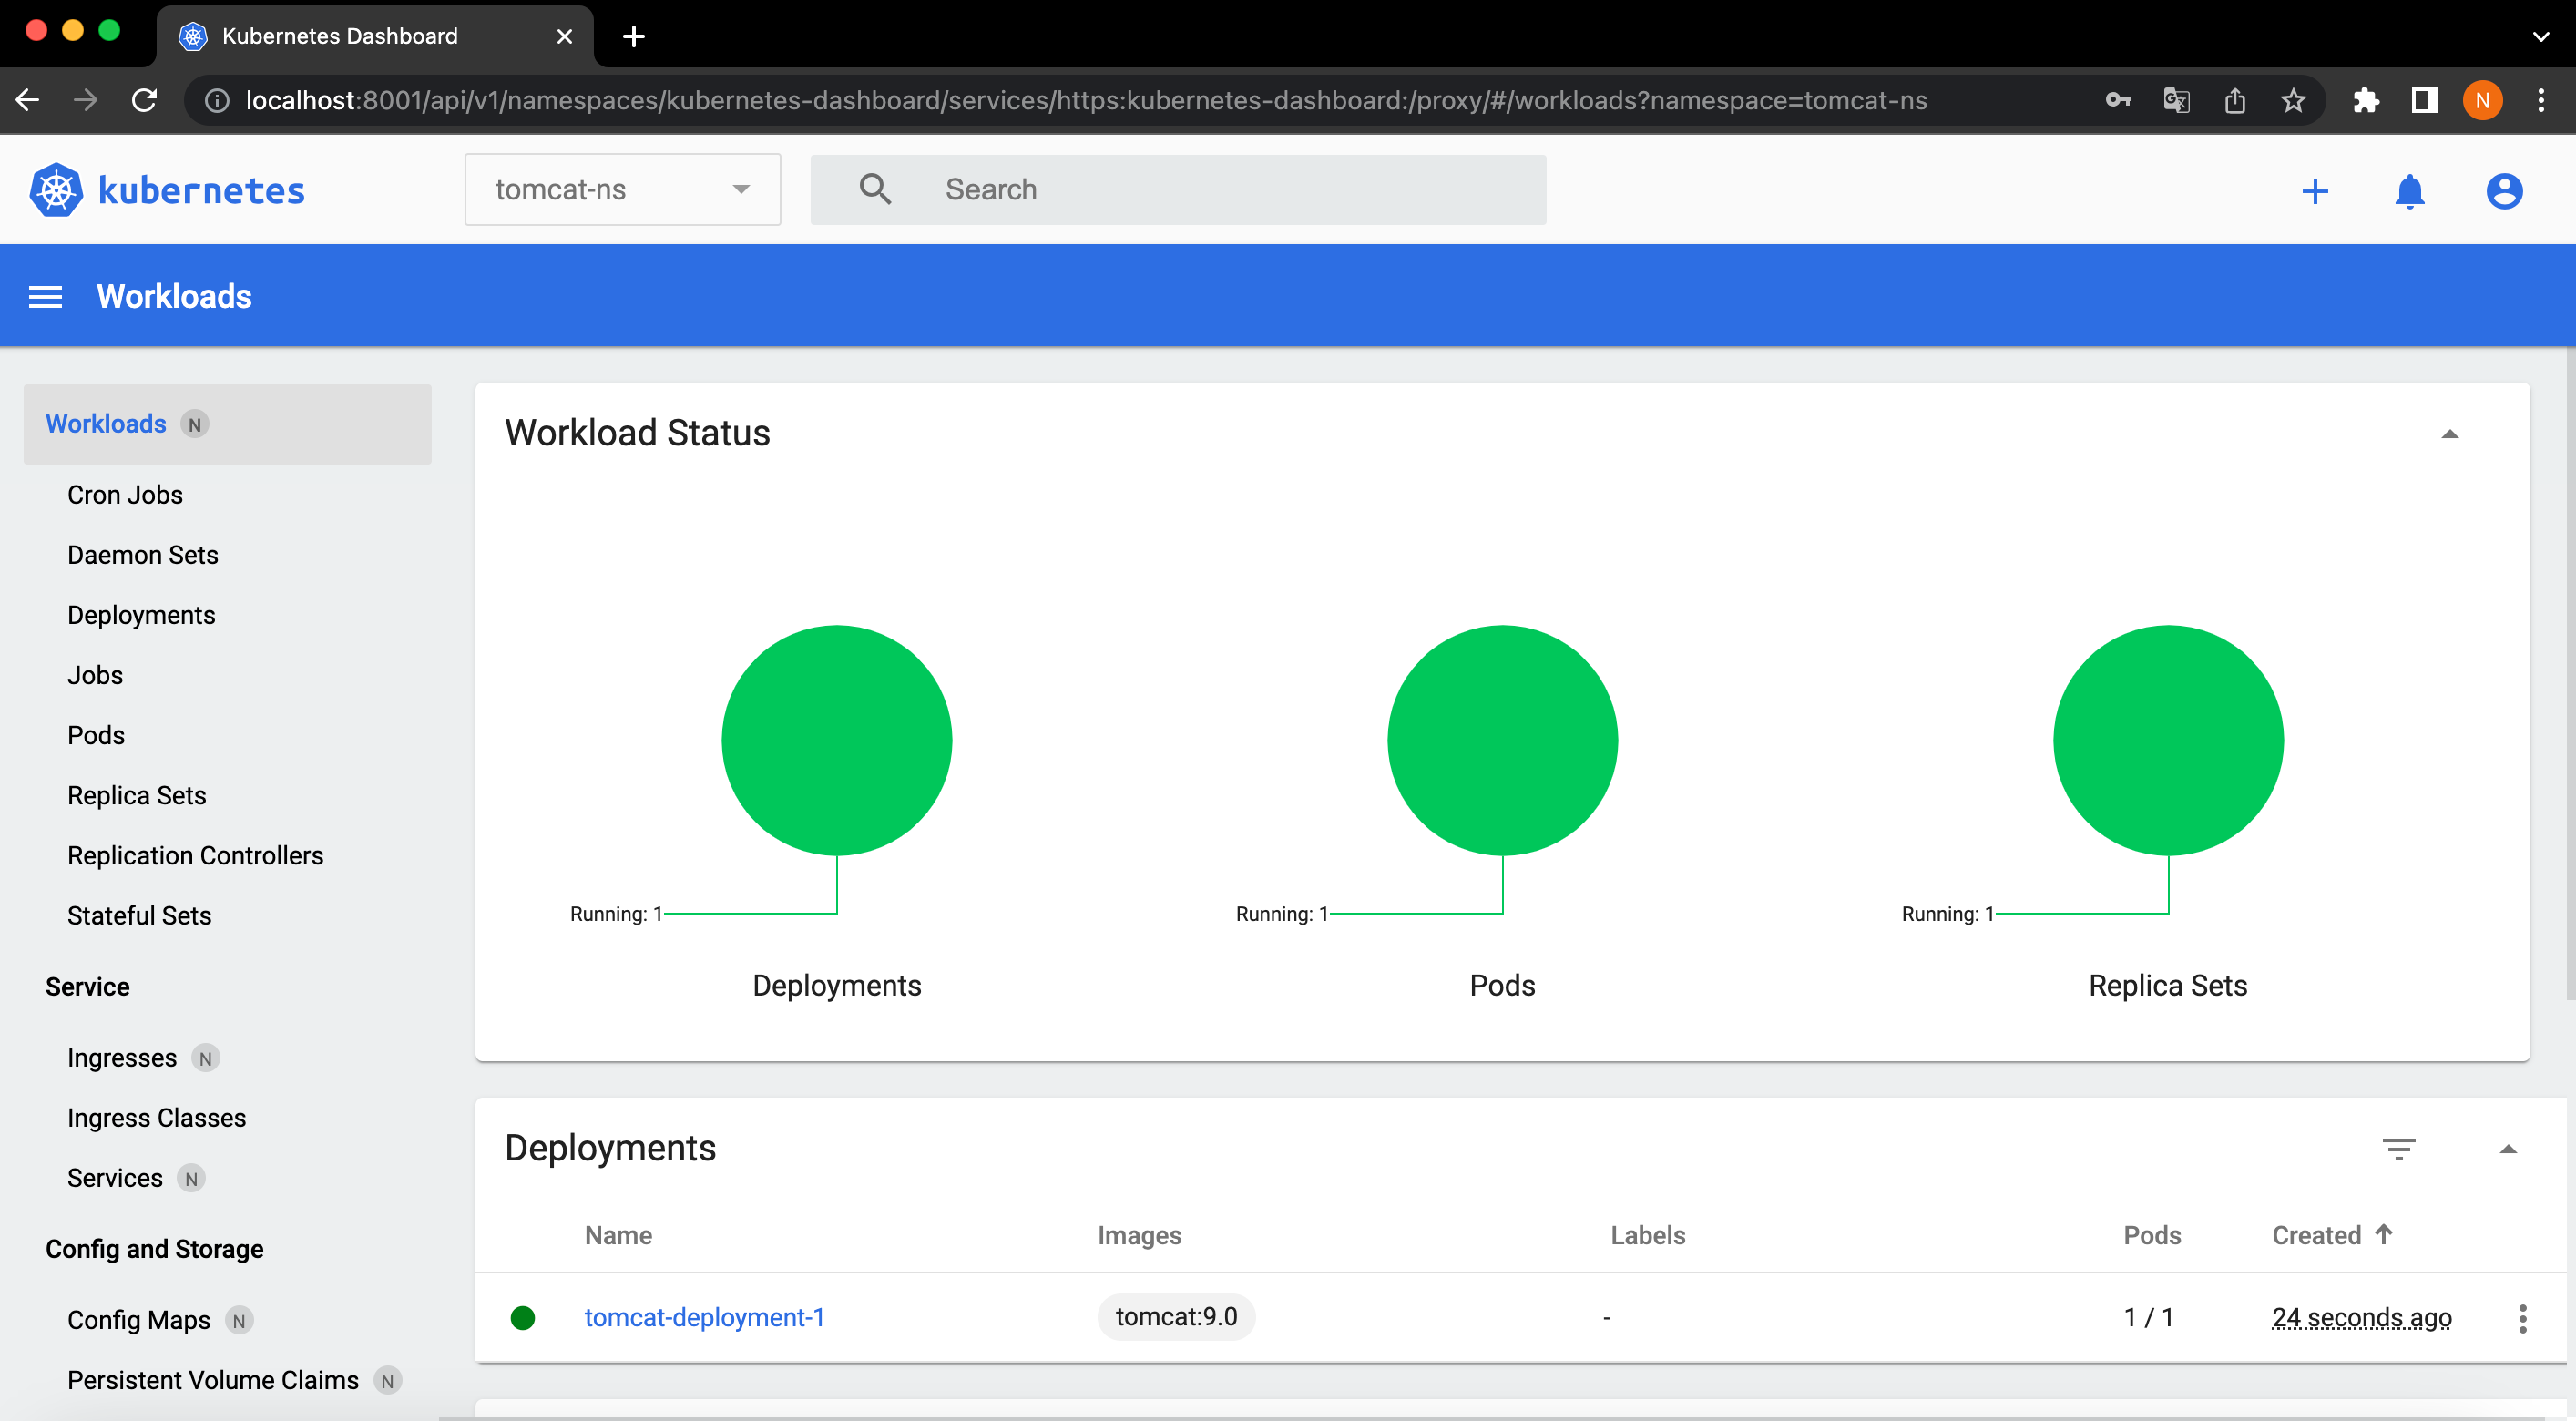 Kubernetes Dashboard
localhost:8001/api/v1/namespaces/kubernetes-dashboard/services/https:kubernetes-dashboard:/proxy/#/workloads?namespace=tomcat-ns
N
kubernetes
tomcat-ns
Search
Workloads
Workloads N
Cron Jobs
Daemon Sets
Deployments
Jobs
Pods
Replica Sets
Replication Controllers
Stateful Sets
Service
Ingresses N
Ingress Classes
Services N
Config and Storage
Config Maps N
Persistent Volume Claims N
Workload Status
Running: 1
Deployments
Running: 1
Pods
Running: 1
Replica Sets
Deployments
Name Images Labels Pods Created
tomcat-deployment-1 tomcat:9.0 - 1 / 1 24 seconds ago